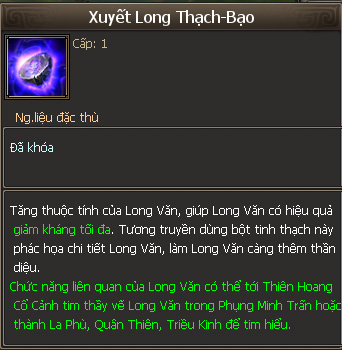 Xuyết Long Thạch-Bạo
Cấp: 1
Ng.liệu đặc thù
Đã khóa
Tăng thuộc tính của Long Văn, giúp Long Văn có hiệu quả
giảm kháng tối đa. Tương truyền dùng bột tinh thạch này
phác họa chi tiết Long Văn, làm Long Văn càng thêm thần
diệu.
Chức năng liên quan của Long Văn có thể tới Thiên Hoang
Cổ Cảnh tìm thầy vẽ Long Văn trong Phụng Minh Trấn hoặc
thành La Phù, Quân Thiên, Triều Kinh để tìm hiểu.